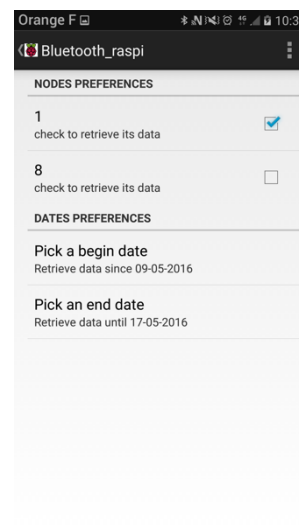 Orange F 10:3
Bluetooth_raspi
NODES PREFERENCES
1
check to retrieve its data
8
check to retrieve its data
DATES PREFERENCES
Pick a begin date
Retrieve data since 09-05-2016
Pick an end date
Retrieve data until 17-05-2016